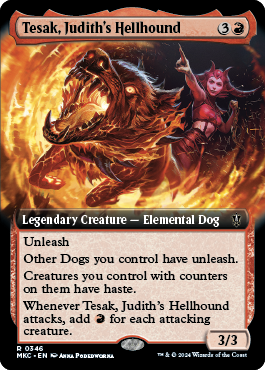 Tesak, Judith's Hellhound 3
Legendary Creature — Elemental Dog
Unleash
Other Dogs you control have unleash.
Creatures you control with counters
on them have haste.
Whenever Tesak, Judith's Hellhound
attacks, add for each attacking
creature.
3/3
R 0346
MKC • EN Anna Podedworna
™ & © 2024 Wizards of the Coast